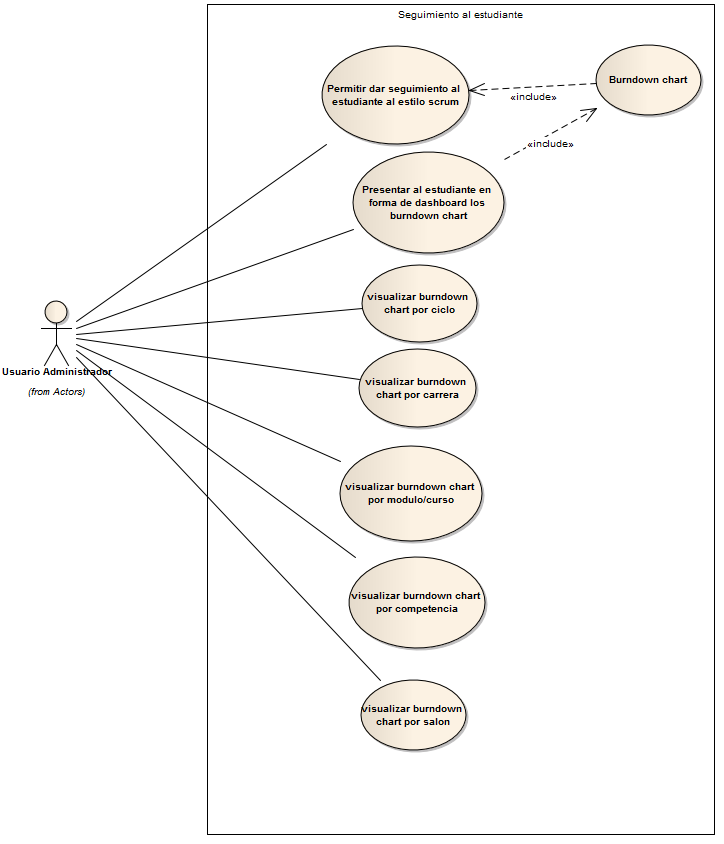 Seguimiento al estudiante
Permitir dar seguimiento al
estudiante al estilo scrum
Burndown chart
«include»
«include»
Presentar al estudiante en
forma de dashboard los
burndown chart
visualizar burndown
chart por ciclo
Usuario Administrador
(from Actors)
visualizar burndown
chart por carrera
visualizar burndown chart
por modulo/curso
visualizar burndown chart
por competencia
visualizar burndown
chart por salon